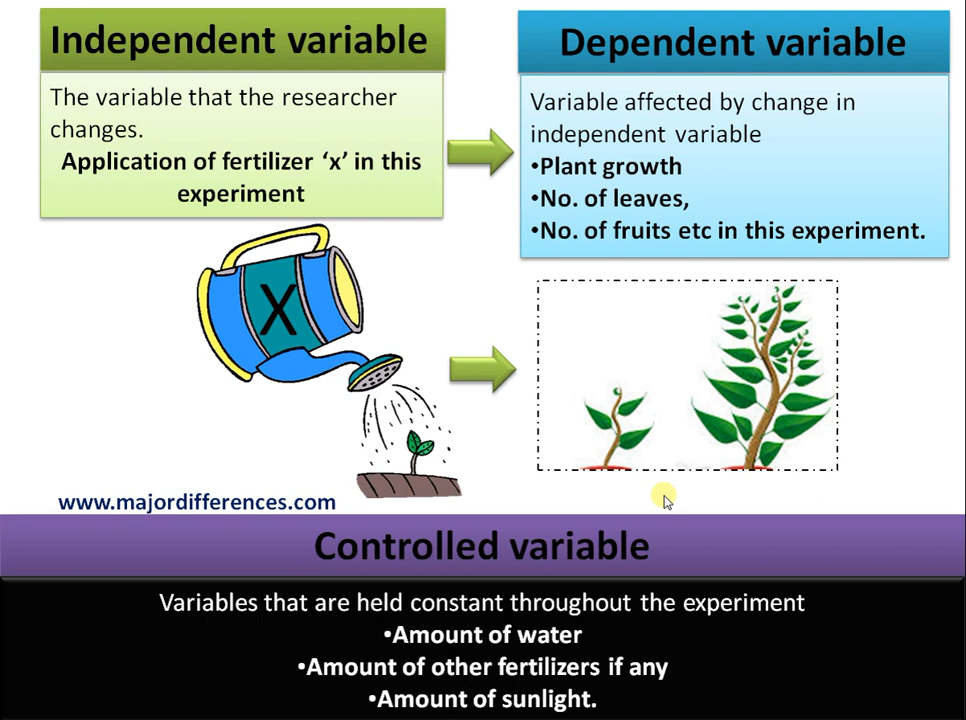 Independent variable
The variable that the researcher
changes.
Application of fertilizer ‘x’ in this
experiment
Dependent variable
Variable affected by change in
independent variable
•Plant growth
•No. of leaves,
•No. of fruits etc in this experiment.
X
www.majordifferences.com
Controlled variable
Variables that are held constant throughout the experiment
•Amount of water
•Amount of other fertilizers if any
•Amount of sunlight.